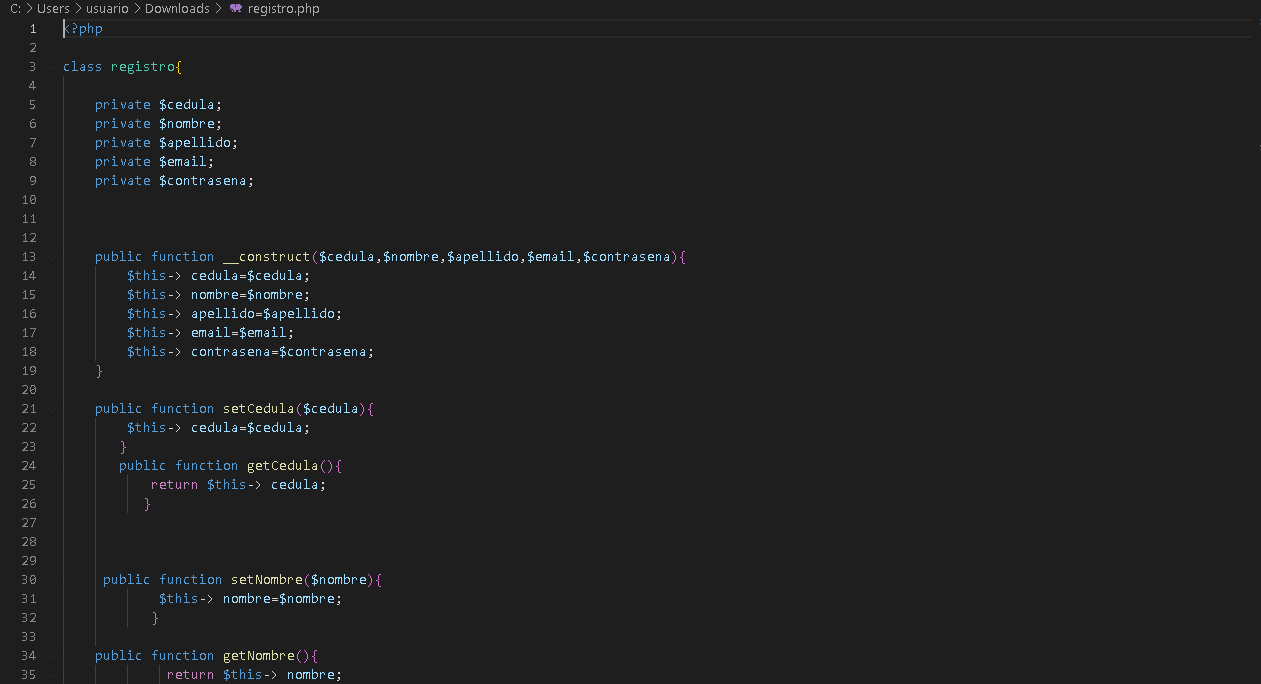 C: > Users > usuario > Downloads > registro.php
1 <?php
2
3 class registro{
4
5 private $cedula;
6 private $nombre;
7 private $apellido;
8 private $email;
9 private $contrasena;
10
11
12
13 public function __construct($cedula,$nombre,$apellido,$email,$contrasena){
14 $this-> cedula=$cedula;
15 $this-> nombre=$nombre;
16 $this-> apellido=$apellido;
17 $this-> email=$email;
18 $this-> contrasena=$contrasena;
19 }
20
21 public function setCedula($cedula){
22 $this-> cedula=$cedula;
23 }
24 public function getCedula(){
25 return $this-> cedula;
26 }
27
28
29
30 public function setNombre($nombre){
31 $this-> nombre=$nombre;
32 }
33
34 public function getNombre(){
35 return $this-> nombre;